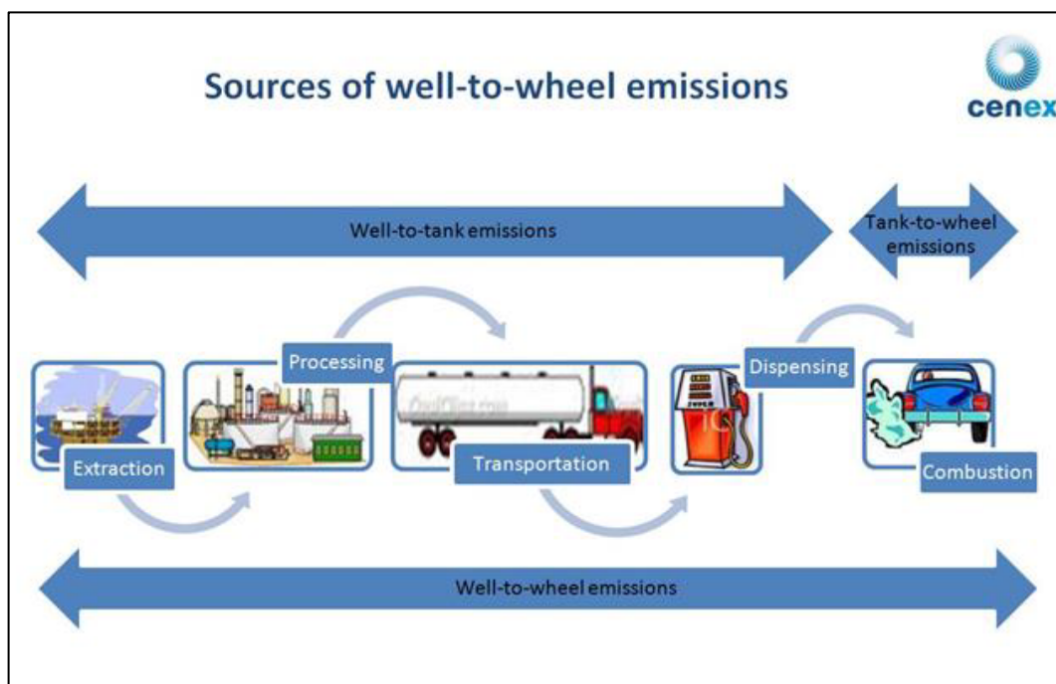 Sources of well-to-wheel emissions
cenex
Well-to-tank emissions
Tank-to-wheel
emissions
Processing
Dispensing
Extraction
Transportation
Combustion
Well-to-wheel emissions